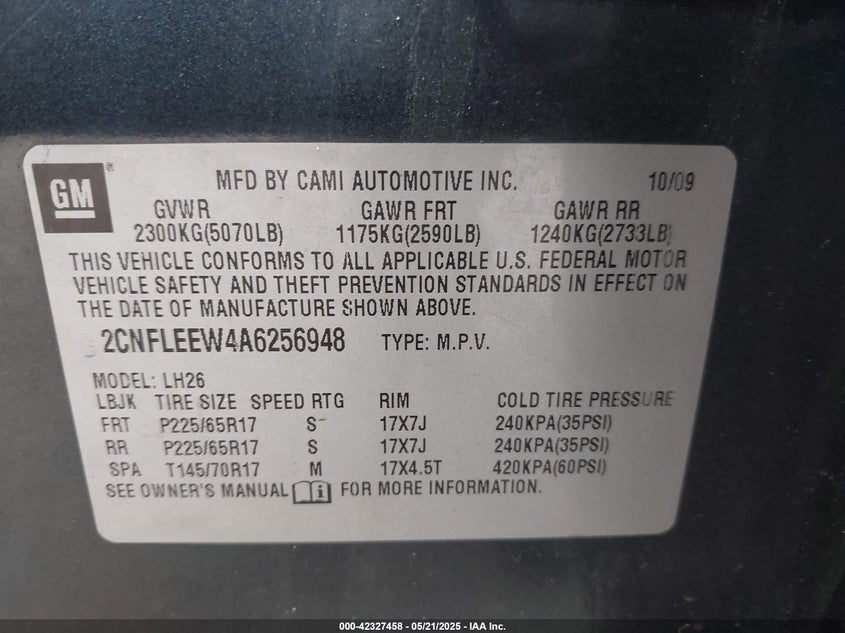 GM ® MFD BY CAMI AUTOMOTIVE INC. 10/09
GVWR GAWR FRT GAWR RR
2300KG(5070LB) 1175KG(2590LB) 1240KG(2733LB)
THIS VEHICLE CONFORMS TO ALL APPLICABLE U.S. FEDERAL MOTOR
VEHICLE SAFETY AND THEFT PREVENTION STANDARDS IN EFFECT ON
THE DATE OF MANUFACTURE SHOWN ABOVE.
2CNFLEEW4A6256948 TYPE: M.P.V.
MODEL: LH26
LBJK TIRE SIZE SPEED RTG RIM COLD TIRE PRESSURE
FRT P225/65R17 S 17X7J 240KPA(35PSI)
RR P225/65R17 S 17X7J 240KPA(35PSI)
SPA T145/70R17 M 17X4.5T 420KPA(60PSI)
SEE OWNER'S MANUAL i FOR MORE INFORMATION.
000-42327458 - 05/21/2025 - IAA Inc.